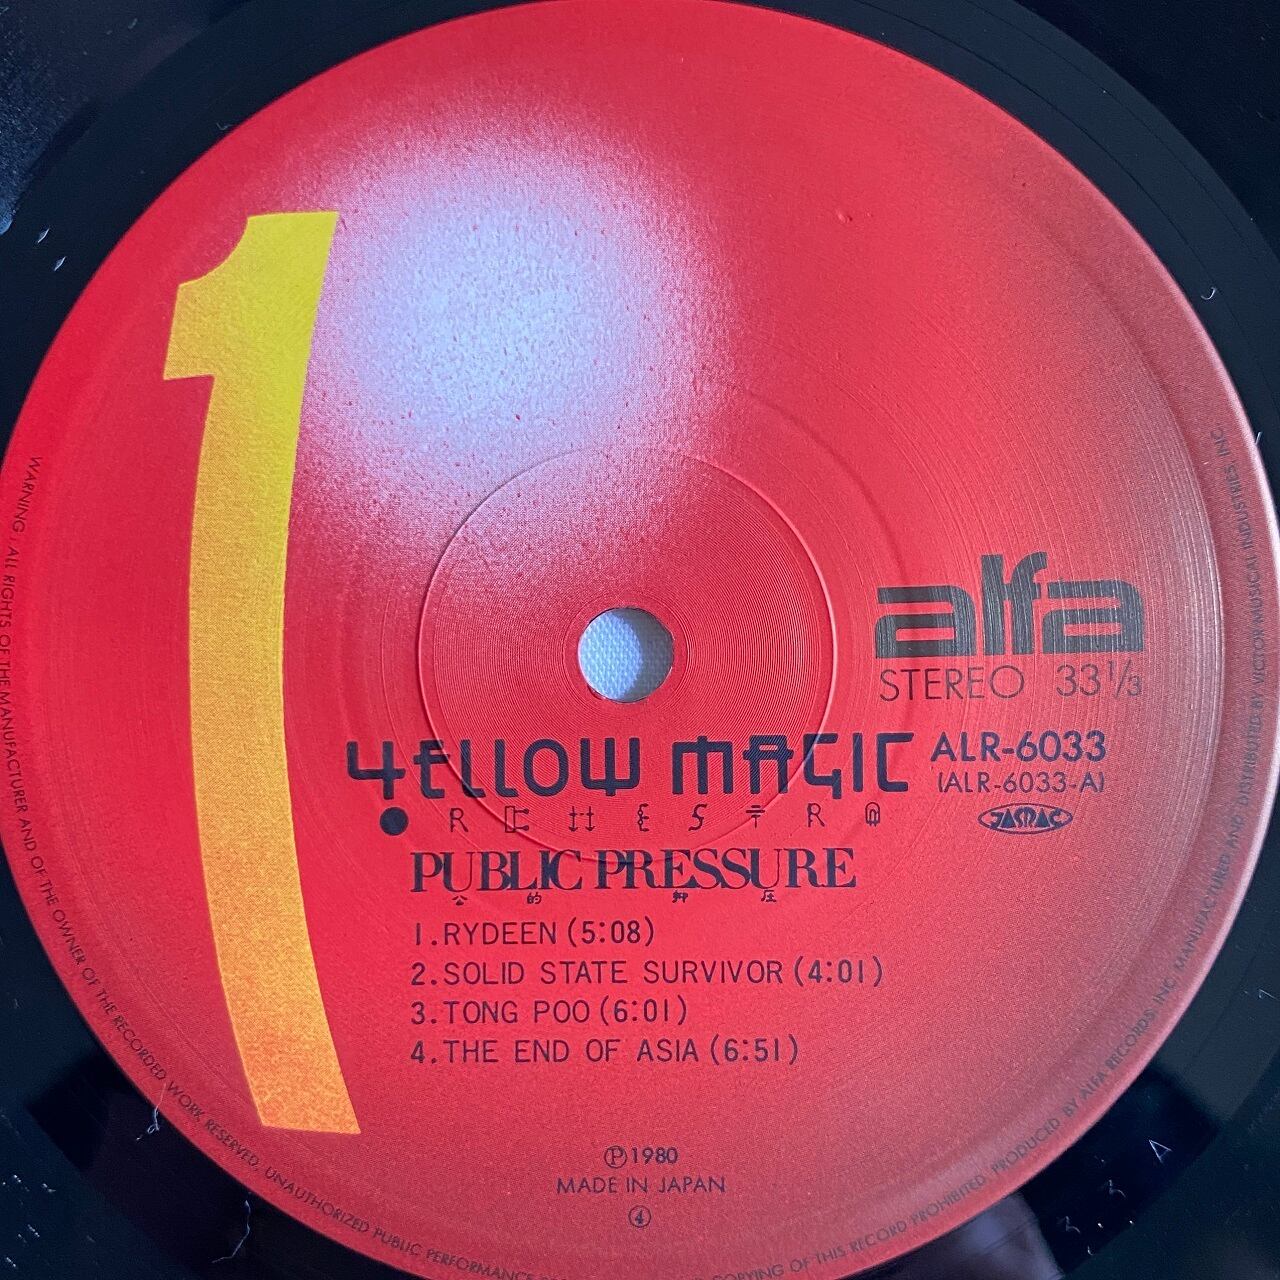 1
alfa
STEREO 33 1/3
YELLOW MAGIC
ORCHESTRA
ALR-6033
(ALR-6033-A)
JASRAC
PUBLIC PRESSURE
公 的 抑 圧
1. RYDEEN (5:08)
2. SOLID STATE SURVIVOR (4:01)
3. TONG POO (6:01)
4. THE END OF ASIA (6:51)
Ⓟ 1980
MADE IN JAPAN
④
WARNING: ALL RIGHTS OF THE MANUFACTURER AND OF THE OWNER OF THE RECORDED WORK RESERVED. UNAUTHORIZED PUBLIC PERFORMANCE COPYING OF THIS RECORD PROHIBITED. PRODUCED BY ALFA RECORDS, INC. MANUFACTURED AND DISTRIBUTED BY VICTOR MUSICAL INDUSTRIES, INC.
A